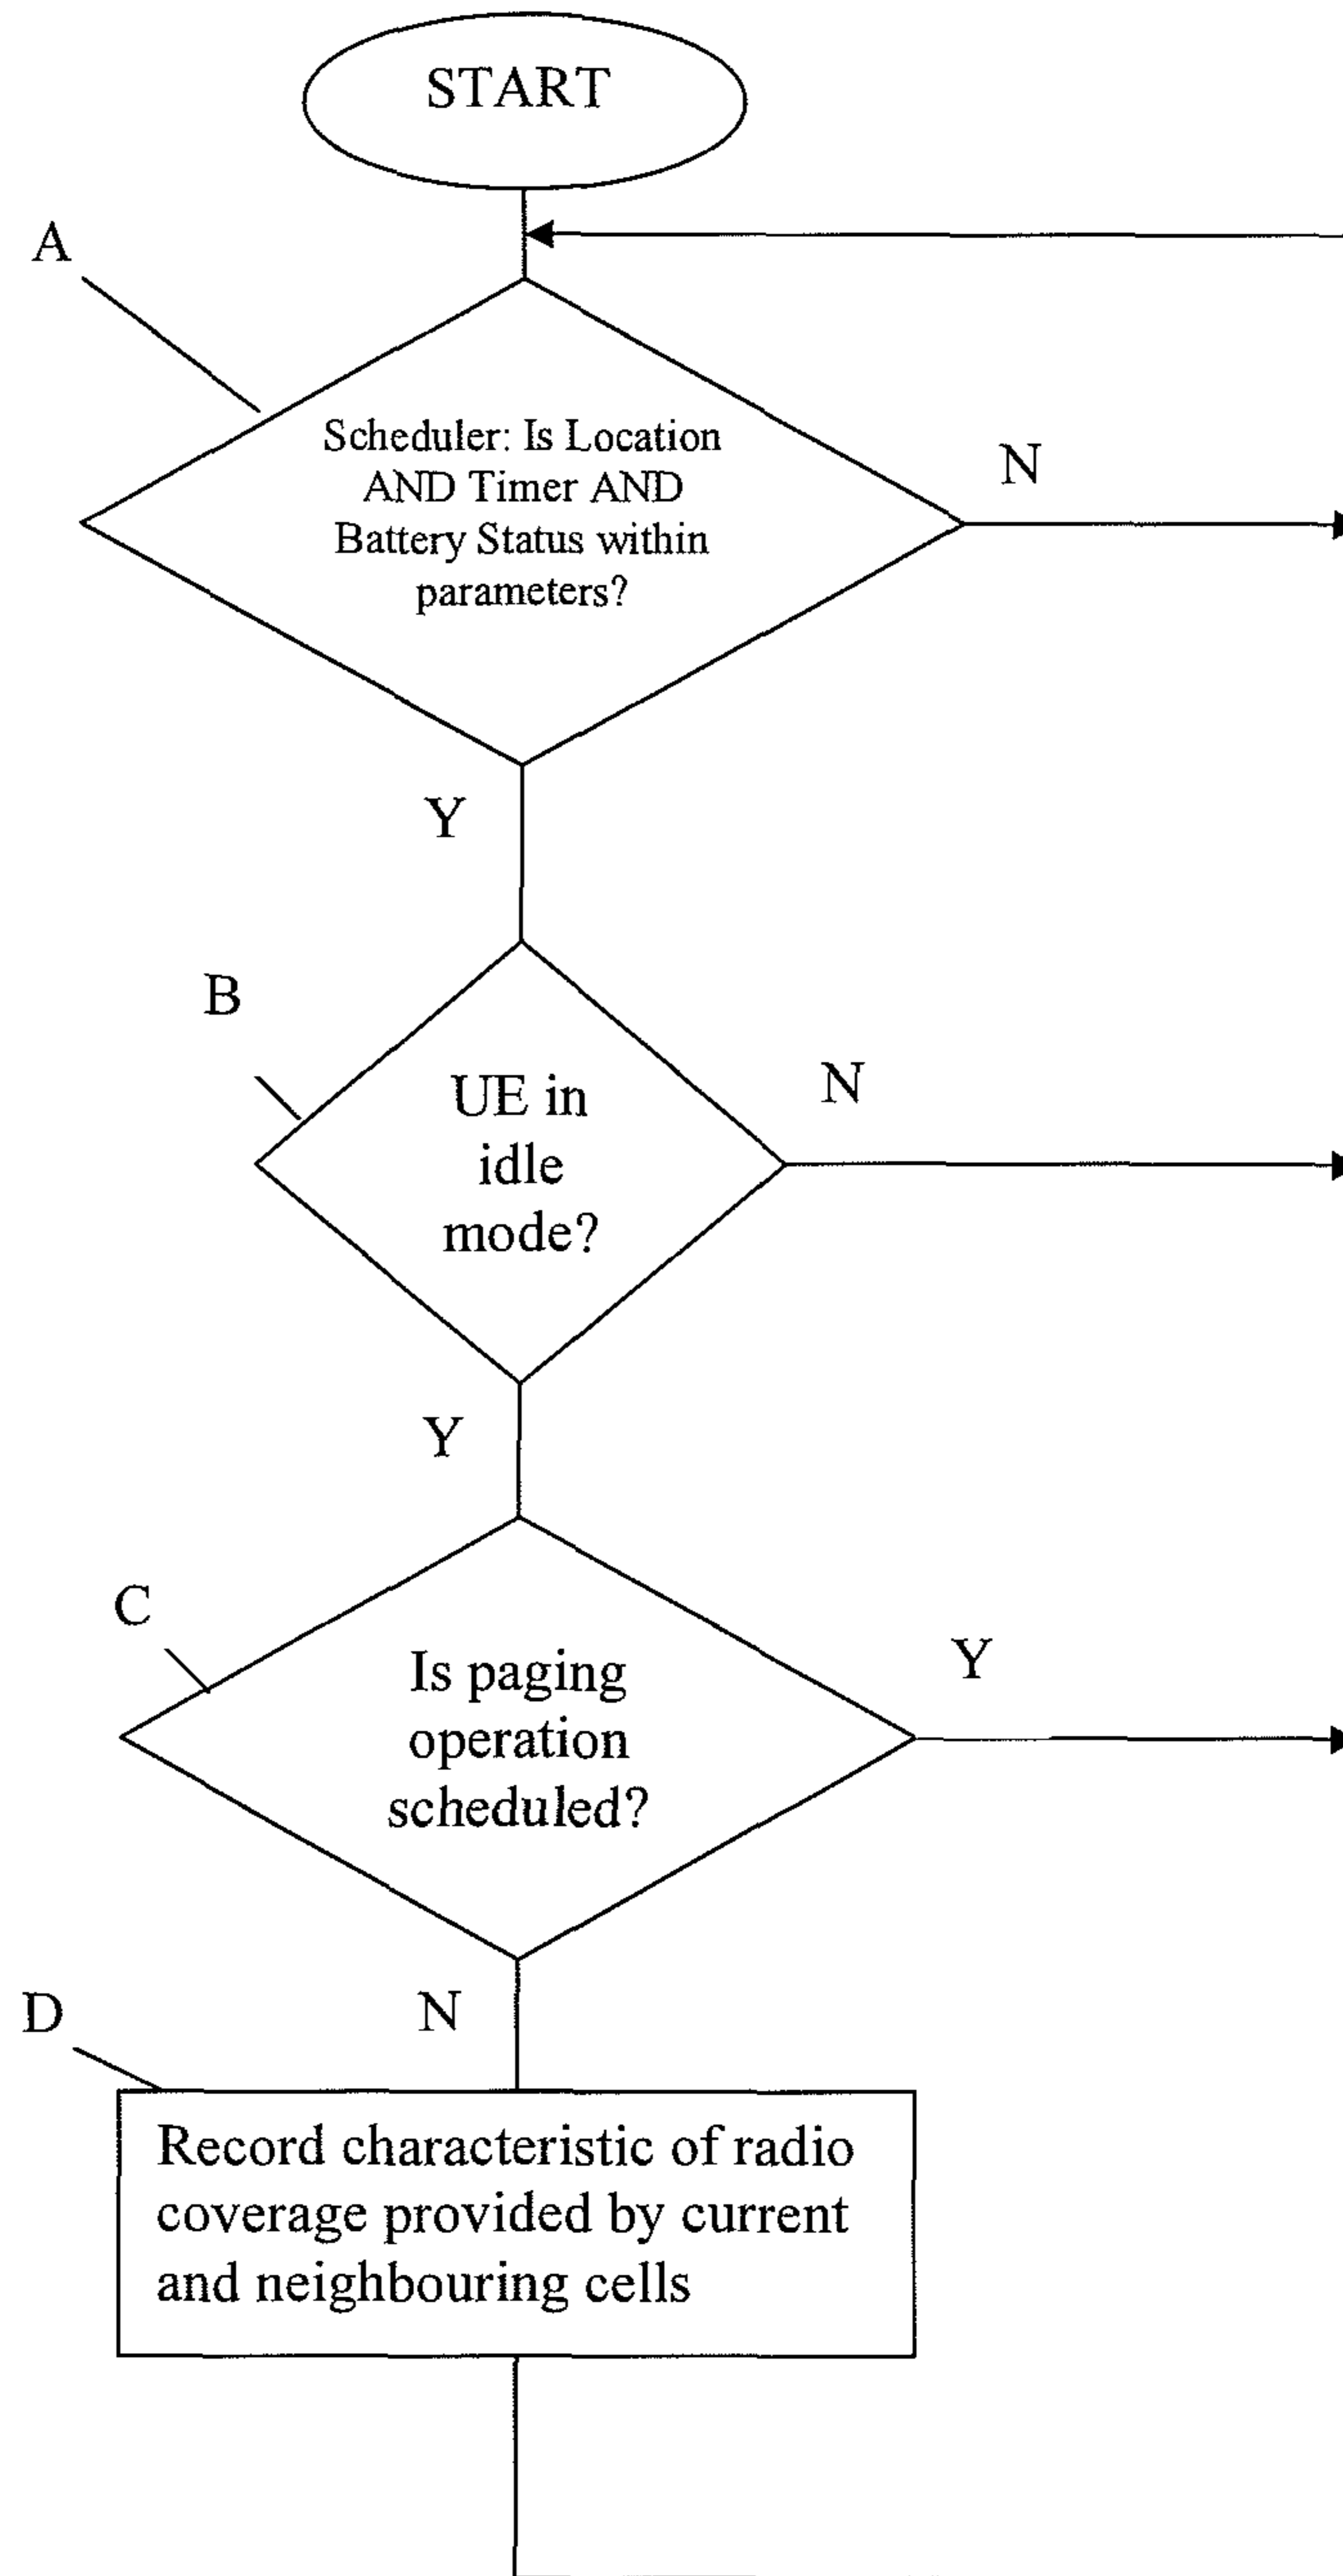 START
A
Scheduler: Is Location
AND Timer AND
Battery Status within
parameters?
N
Y
B
UE in
idle
mode?
N
Y
C
Is paging
operation
scheduled?
Y
N
D
Record characteristic of radio
coverage provided by current
and neighbouring cells